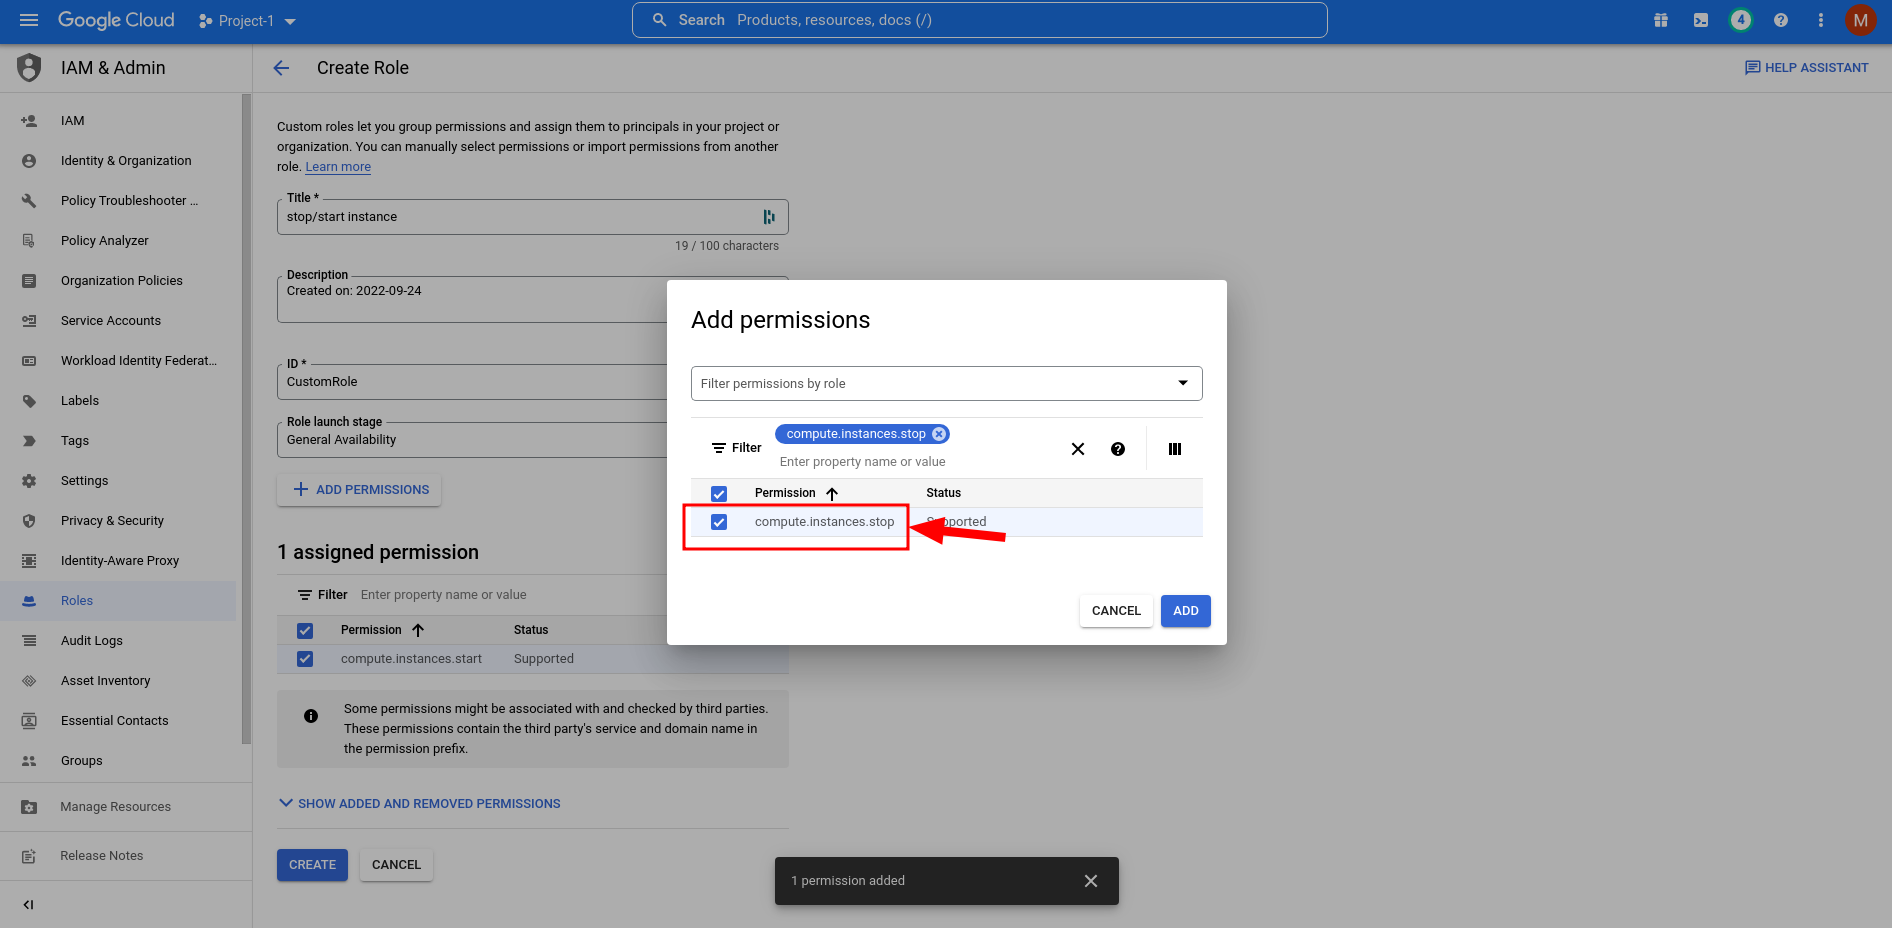 Google Cloud
Project-1
Search Products, resources, docs (/)
4
M
IAM & Admin
Create Role
HELP ASSISTANT
IAM
Identity & Organization
Policy Troubleshooter ...
Policy Analyzer
Organization Policies
Service Accounts
Workload Identity Federat...
Labels
Tags
Settings
Privacy & Security
Identity-Aware Proxy
Roles
Audit Logs
Asset Inventory
Essential Contacts
Groups
Manage Resources
Release Notes
Custom roles let you group permissions and assign them to principals in your project or
organization. You can manually select permissions or import permissions from another
role. Learn more
Title *
stop/start instance
19 / 100 characters
Description
Created on: 2022-09-24
ID *
CustomRole
Role launch stage
General Availability
ADD PERMISSIONS
1 assigned permission
Filter Enter property name or value
Permission Status
compute.instances.start Supported
Some permissions might be associated with and checked by third parties.
These permissions contain the third party's service and domain name in
the permission prefix.
SHOW ADDED AND REMOVED PERMISSIONS
CREATE CANCEL
Add permissions
Filter permissions by role
Filter compute.instances.stop
Enter property name or value
Permission Status
compute.instances.stop Supported
CANCEL ADD
1 permission added